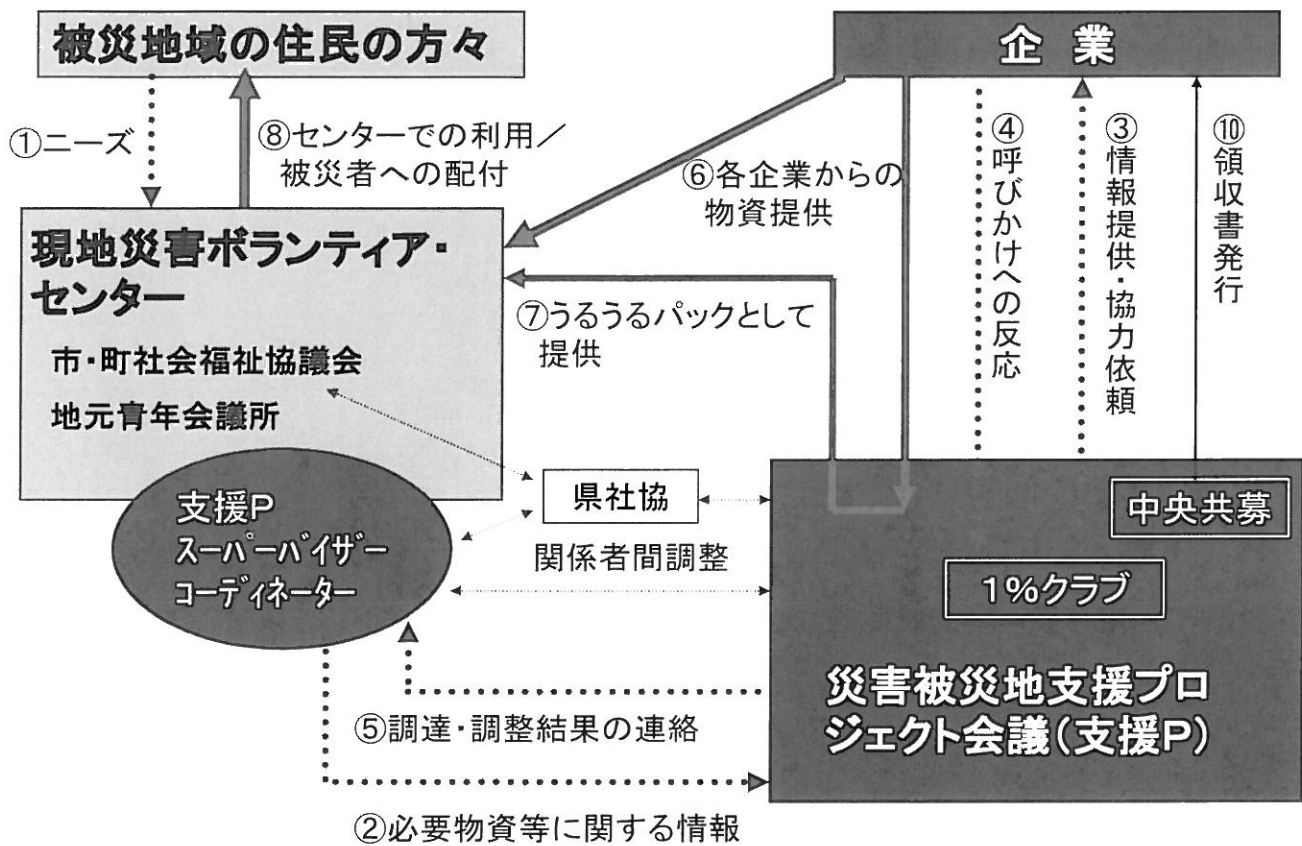 被災地域の住民の方々
企業
①ニーズ
⑧センターでの利用／
被災者への配付
⑥各企業からの
物資提供
④呼びかけへの反応
③情報提供・協力依頼
⑩領収書発行
現地災害ボランティア・
センター
市・町社会福祉協議会
地元青年会議所
⑦うるうるパックとして
提供
支援P
スーパーバイザー
コーディネーター
県社協
関係者間調整
中央共募
1%クラブ
災害被災地支援プロ
ジェクト会議(支援P)
⑤調達・調整結果の連絡
②必要物資等に関する情報